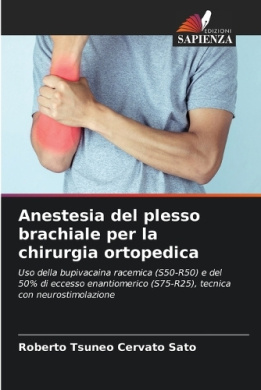 EDIZIONI
SAPIENZA
Anestesia del plesso
brachiale per la
chirurgia ortopedica
Uso della bupivacaina racemica (S50-R50) e del
50% di eccesso enantiomerico (S75-R25), tecnica
con neurostimolazione
Roberto Tsuneo Cervato Sato